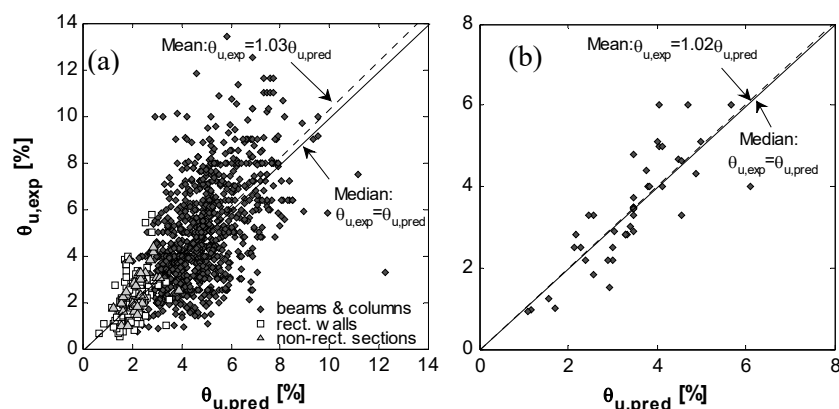 (a)
Mean:θu,exp=1.03θu,pred
Median:
θu,exp=θu,pred
beams & columns
rect. walls
non-rect. sections
14
12
10
8
6
4
2
0
0 2 4 6 8 10 12 14
θu,exp [%]
θu,pred [%]
(b)
Mean:θu,exp=1.02θu,pred
Median:
θu,exp=θu,pred
8
6
4
2
0
0 2 4 6 8
θu,pred [%]